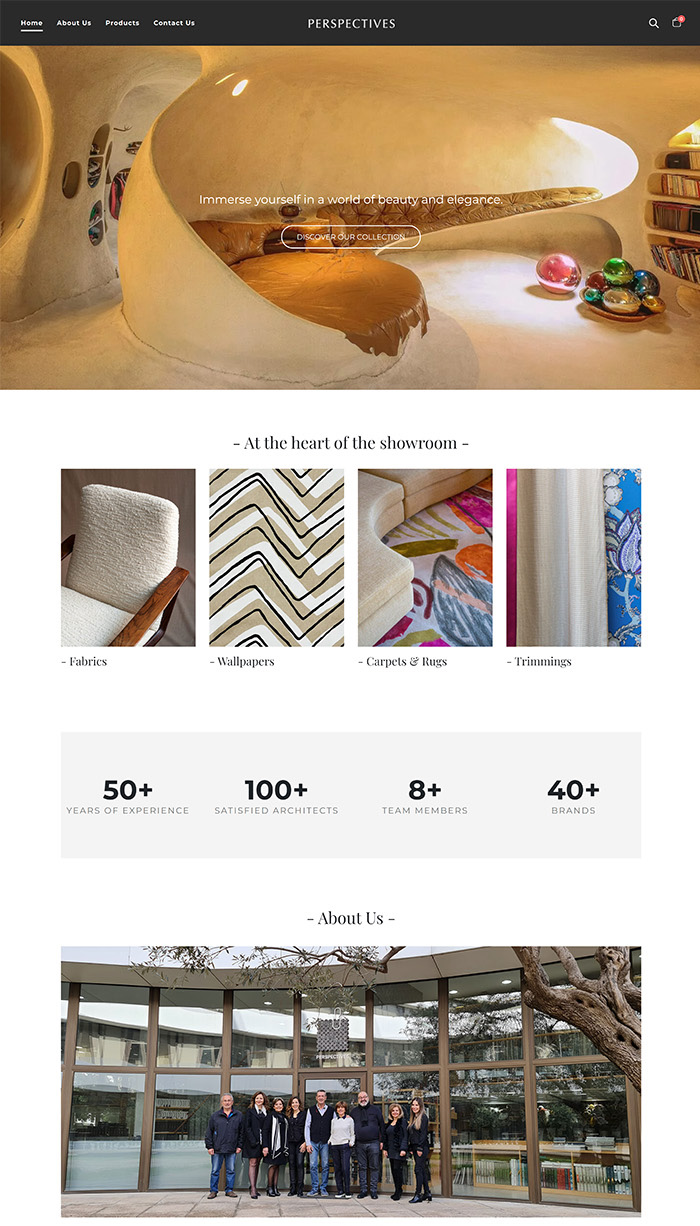 Home About Us Products Contact Us PERSPECTIVES 0
Immerse yourself in a world of beauty and elegance.
DISCOVER OUR COLLECTION
- At the heart of the showroom -
- Fabrics - Wallpapers - Carpets & Rugs - Trimmings
50+ 100+ 8+ 40+
YEARS OF EXPERIENCE SATISFIED ARCHITECTS TEAM MEMBERS BRANDS
- About Us -
PERSPECTIVES